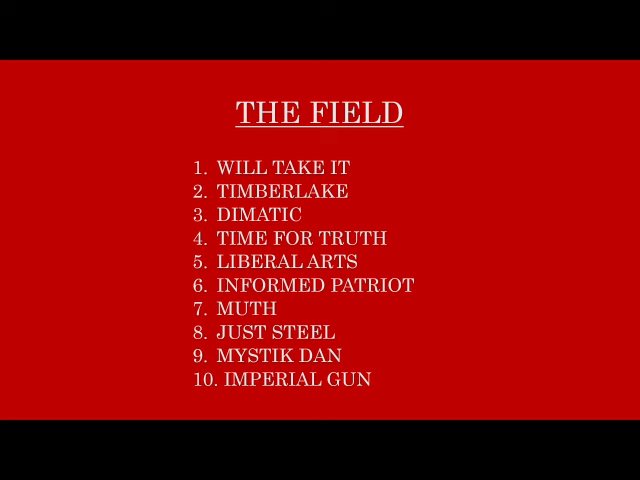 THE FIELD
1. WILL TAKE IT
2. TIMBERLAKE
3. DIMATIC
4. TIME FOR TRUTH
5. LIBERAL ARTS
6. INFORMED PATRIOT
7. MUTH
8. JUST STEEL
9. MYSTIK DAN
10. IMPERIAL GUN